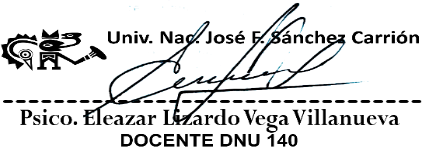 Univ. Nac. José F. Sánchez Carrión
Psico. Eleazar Lizardo Vega Villanueva
DOCENTE DNU 140